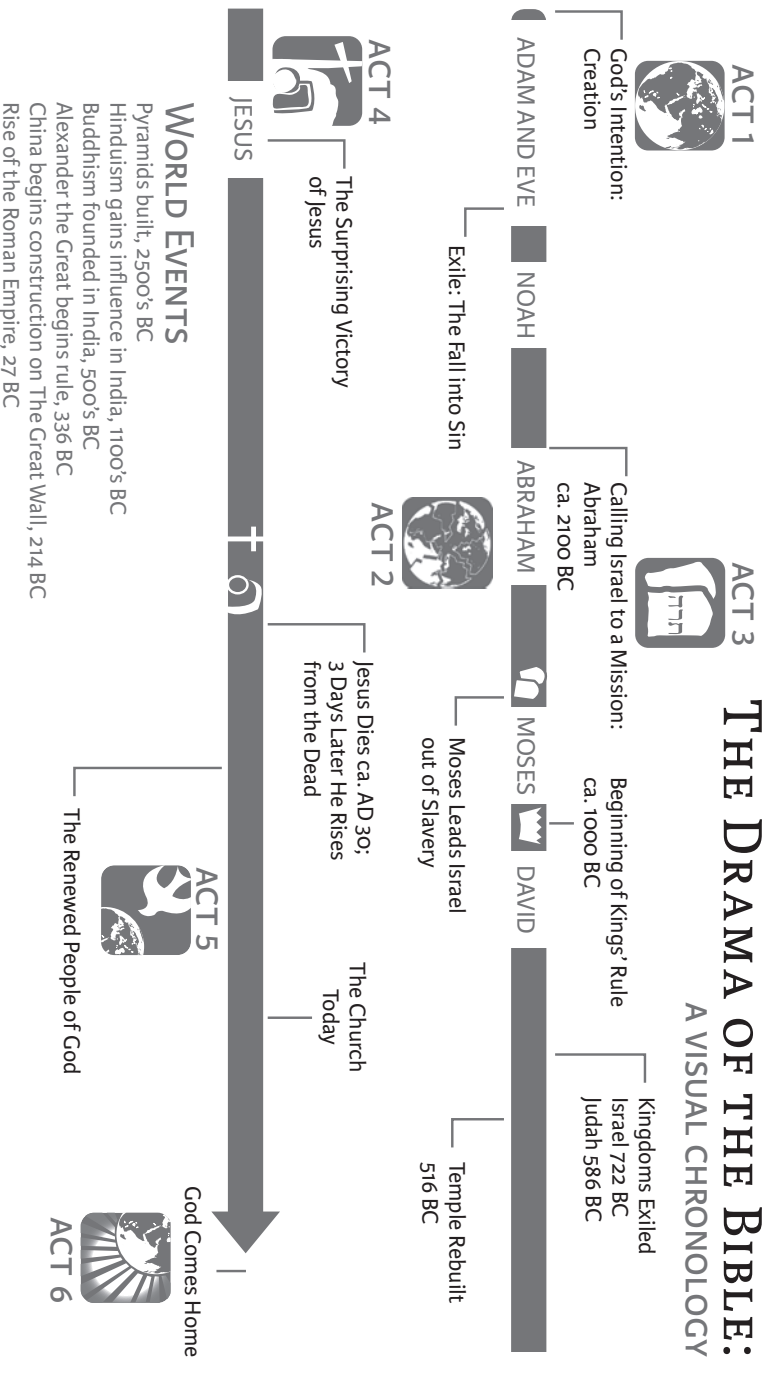 THE DRAMA OF THE BIBLE:
A VISUAL CHRONOLOGY
ACT 1
God's Intention:
Creation
ADAM AND EVE
Exile: The Fall into Sin
ACT 2
NOAH
ACT 3
תרה
Calling Israel to a Mission:
Abraham
ca. 2100 BC
ABRAHAM
Moses Leads Israel
out of Slavery
MOSES
Beginning of Kings' Rule
ca. 1000 BC
DAVID
Kingdoms Exiled
Israel 722 BC
Judah 586 BC
Temple Rebuilt
516 BC
ACT 4
The Surprising Victory
of Jesus
JESUS
Jesus Dies ca. AD 30;
3 Days Later He Rises
from the Dead
The Church
Today
ACT 5
The Renewed People of God
God Comes Home
ACT 6
WORLD EVENTS
Pyramids built, 2500's BC
Hinduism gains influence in India, 1100's BC
Buddhism founded in India, 500's BC
Alexander the Great begins rule, 336 BC
China begins construction on The Great Wall, 214 BC
Rise of the Roman Empire, 27 BC